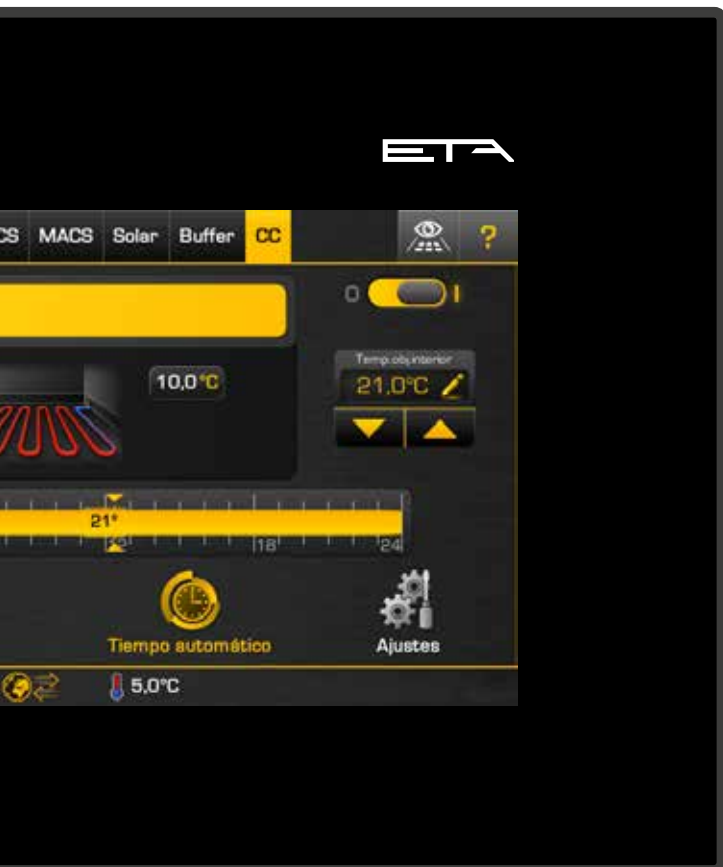 ETA
CS MACS Solar Buffer CC ?
O I
Temp.obj.interior
10,0°C
21,0°C
21°
18 24
Tiempo automático
Ajustes
5,0°C